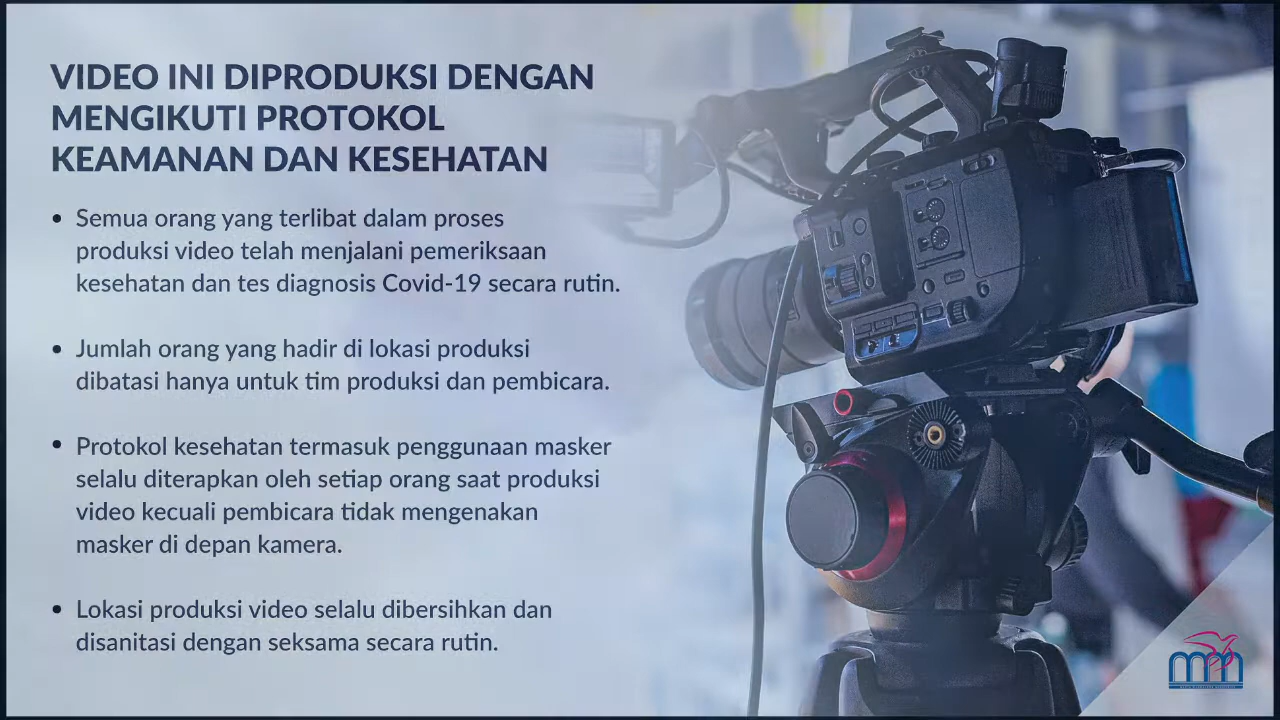 VIDEO INI DIPRODUKSI DENGAN
MENGIKUTI PROTOKOL
KEAMANAN DAN KESEHATAN
• Semua orang yang terlibat dalam proses
produksi video telah menjalani pemeriksaan
kesehatan dan tes diagnosis Covid-19 secara rutin.
• Jumlah orang yang hadir di lokasi produksi
dibatasi hanya untuk tim produksi dan pembicara.
• Protokol kesehatan termasuk penggunaan masker
selalu diterapkan oleh setiap orang saat produksi
video kecuali pembicara tidak mengenakan
masker di depan kamera.
• Lokasi produksi video selalu dibersihkan dan
disanitasi dengan seksama secara rutin.